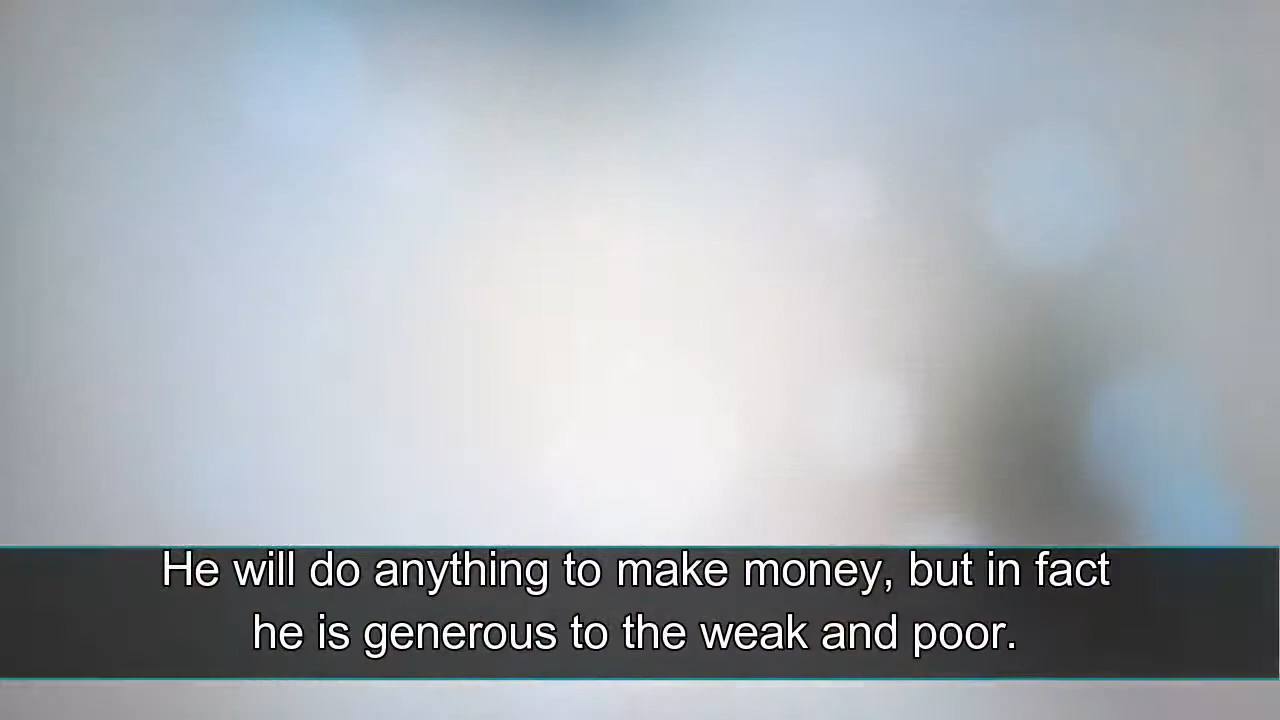 He will do anything to make money, but in fact
he is generous to the weak and poor.